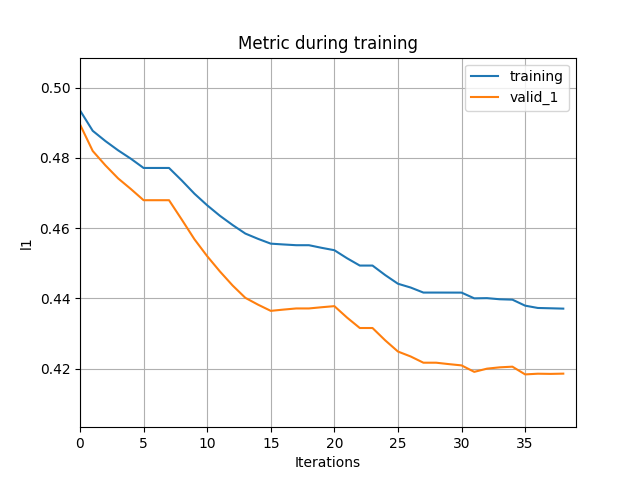 Metric during training
training
valid_1
0.50
0.48
0.46
0.44
0.42
l1
0 5 10 15 20 25 30 35
Iterations